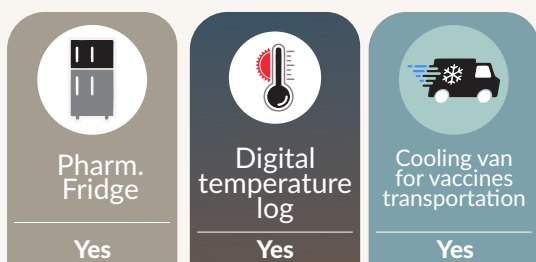 Pharm.
Fridge
Yes
Digital
temperature
log
Yes
Cooling van
for vaccines
transportation
Yes